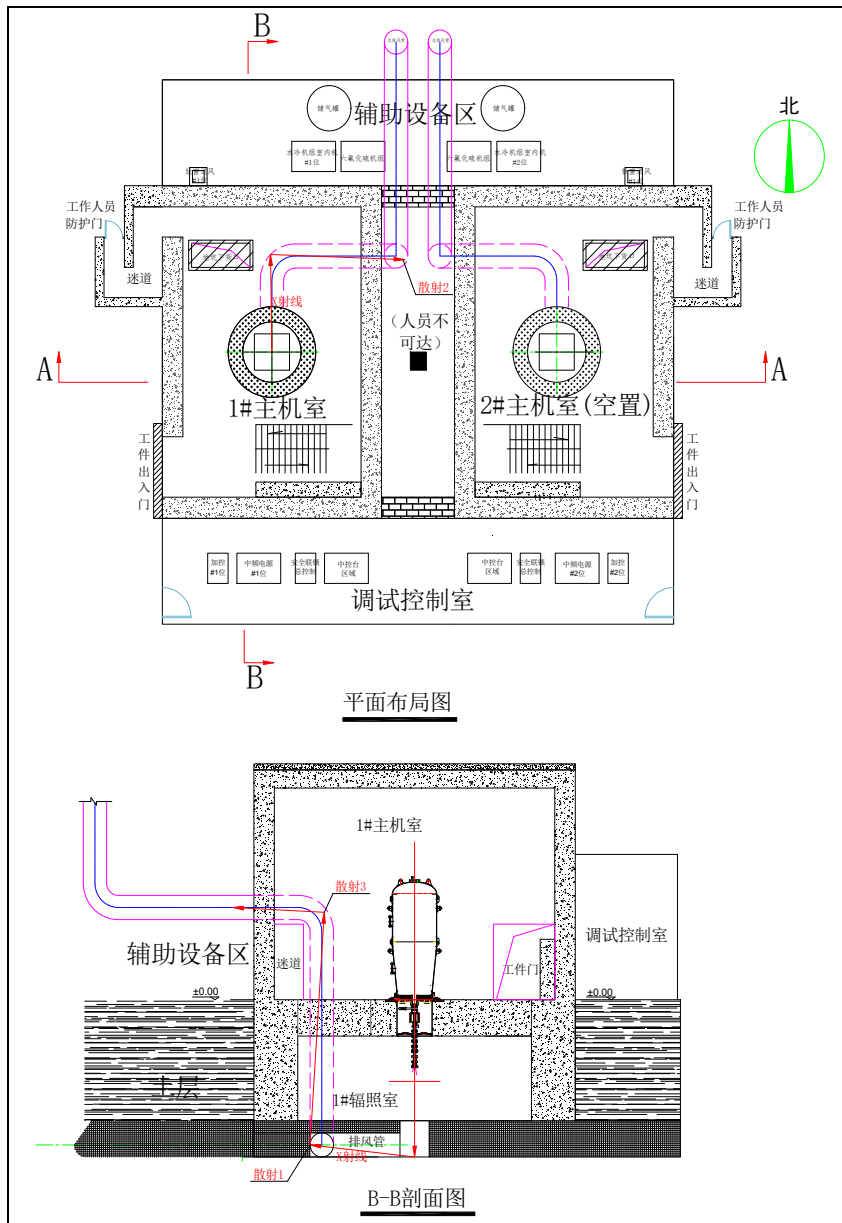 B
总排风管
总排风管
储气罐
储气罐
辅助设备区
北
水冷机组室内机
#1位
六氟化硫机组
六氟化硫机组
水冷机组室内机
#2位
#1位
工作人员
防护门
工作人员
防护门
迷道
迷道
散射2
X射线
(人员不
可达)
A
A
1#主机室
2#主机室(空置)
工
件
出
入
门
工
件
出
入
门
加控
#1位
中频电源
#1位
安全联锁
总控制
中控台
区域
中控台
区域
安全联锁
总控制
中频电源
#2位
加控
#2位
调试控制室
B
平面布局图
1#主机室
散射3
辅助设备区
迷道
工件门
调试控制室
±0.00
±0.00
土层
1#辐照室
排风管
X射线
散射1
B-B剖面图